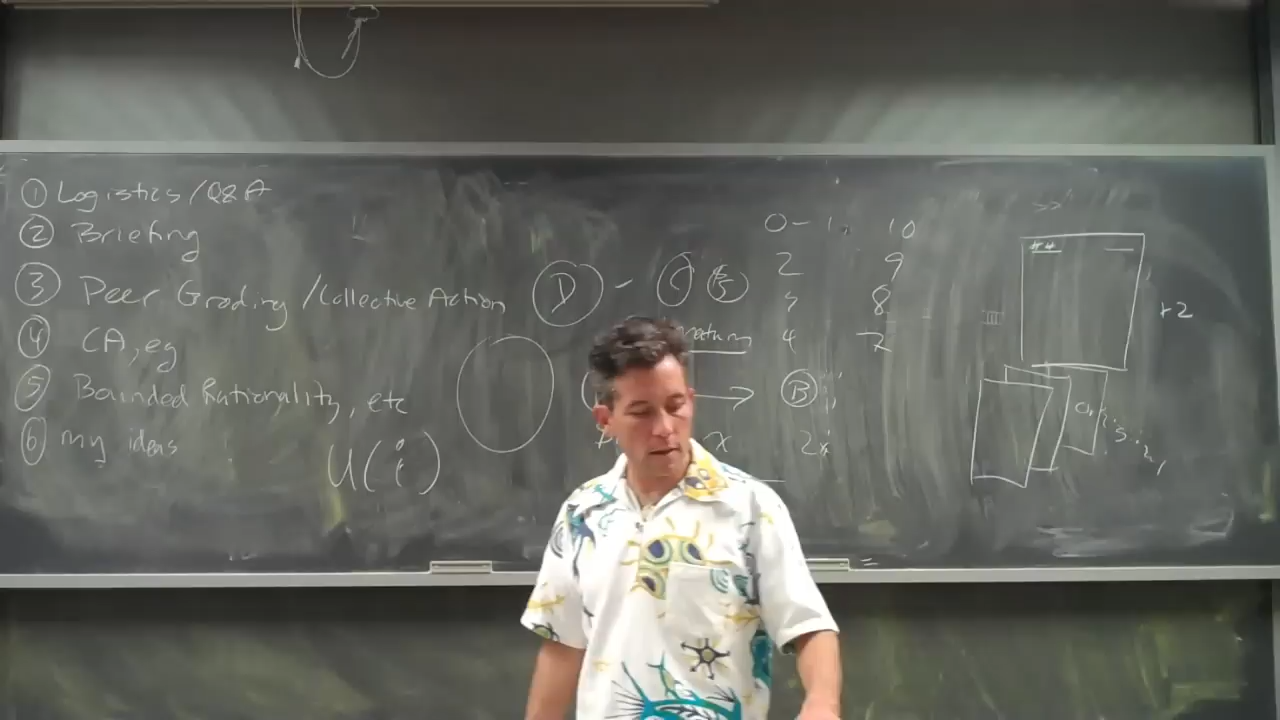 ① Logistics / Q&A
② Briefing
③ Peer Grading / Collective Action
④ CA, eg
⑤ Bounded Rationality, etc
⑥ my ideas
U(i)
D - C
0 - 1 10
2 9
8
4 7
B
x 2x
##
+2